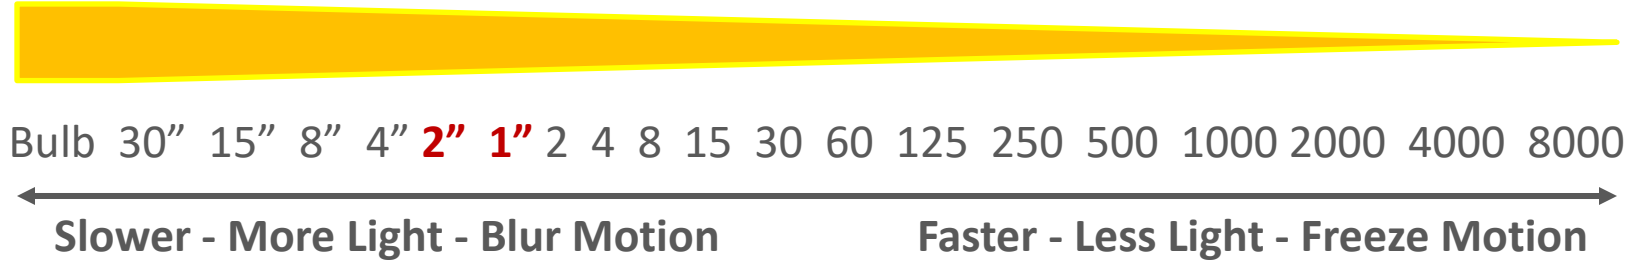 Bulb 30” 15” 8” 4” 2” 1” 2 4 8 15 30 60 125 250 500 1000 2000 4000 8000
Slower - More Light - Blur Motion Faster - Less Light - Freeze Motion